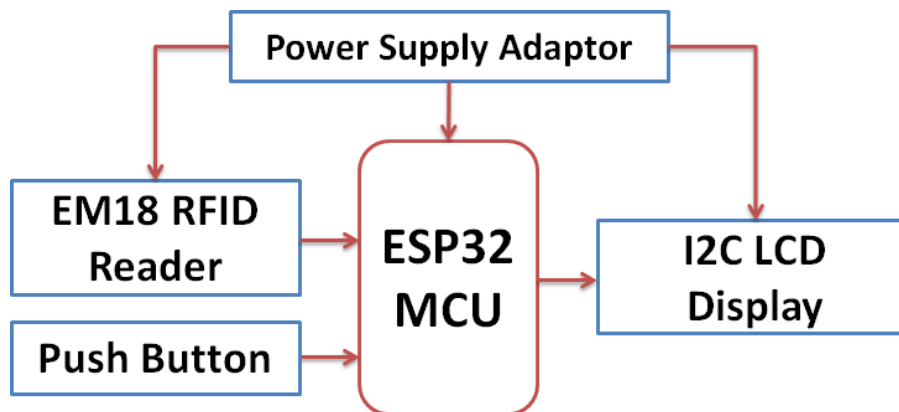 Power Supply Adaptor
EM18 RFID
Reader
ESP32
MCU
I2C LCD
Display
Push Button